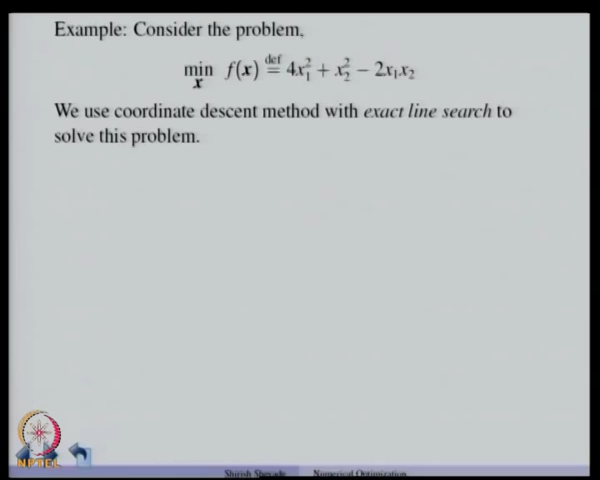 Example: Consider the problem,
min x f(x) def= 4x₁² + x₂² − 2x₁x₂
We use coordinate descent method with exact line search to
solve this problem.
NPTEL
Shirish Shevade Numerical Optimization